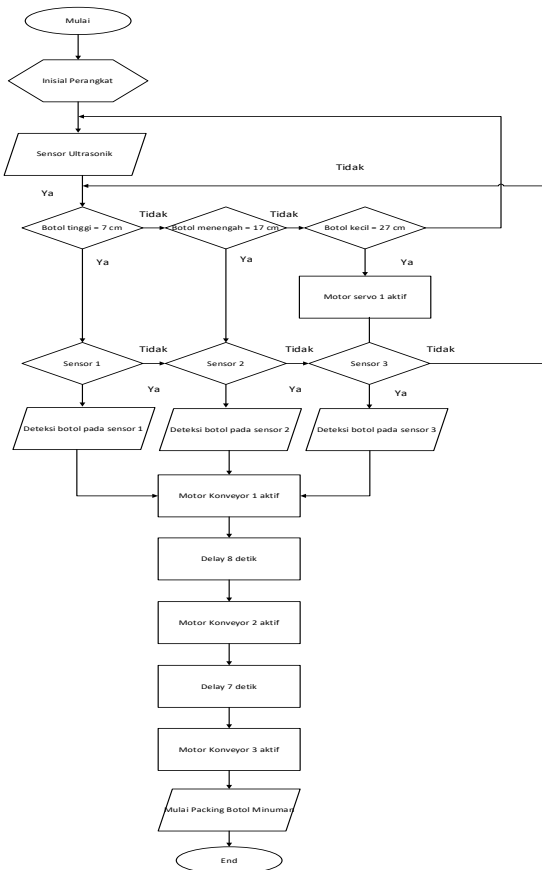 Mulai
Inisial Perangkat
Sensor Ultrasonik
Tidak
Ya
Tidak
Tidak
Botol tinggi = 7 cm
Botol menengah = 17 cm
Botol kecil = 27 cm
Ya
Ya
Ya
Motor servo 1 aktif
Tidak
Tidak
Tidak
Sensor 1
Sensor 2
Sensor 3
Ya
Ya
Ya
Deteksi botol pada sensor 1
Deteksi botol pada sensor 2
Deteksi botol pada sensor 3
Motor Konveyor 1 aktif
Delay 8 detik
Motor Konveyor 2 aktif
Delay 7 detik
Motor Konveyor 3 aktif
Mulai Packing Botol Minuman
End